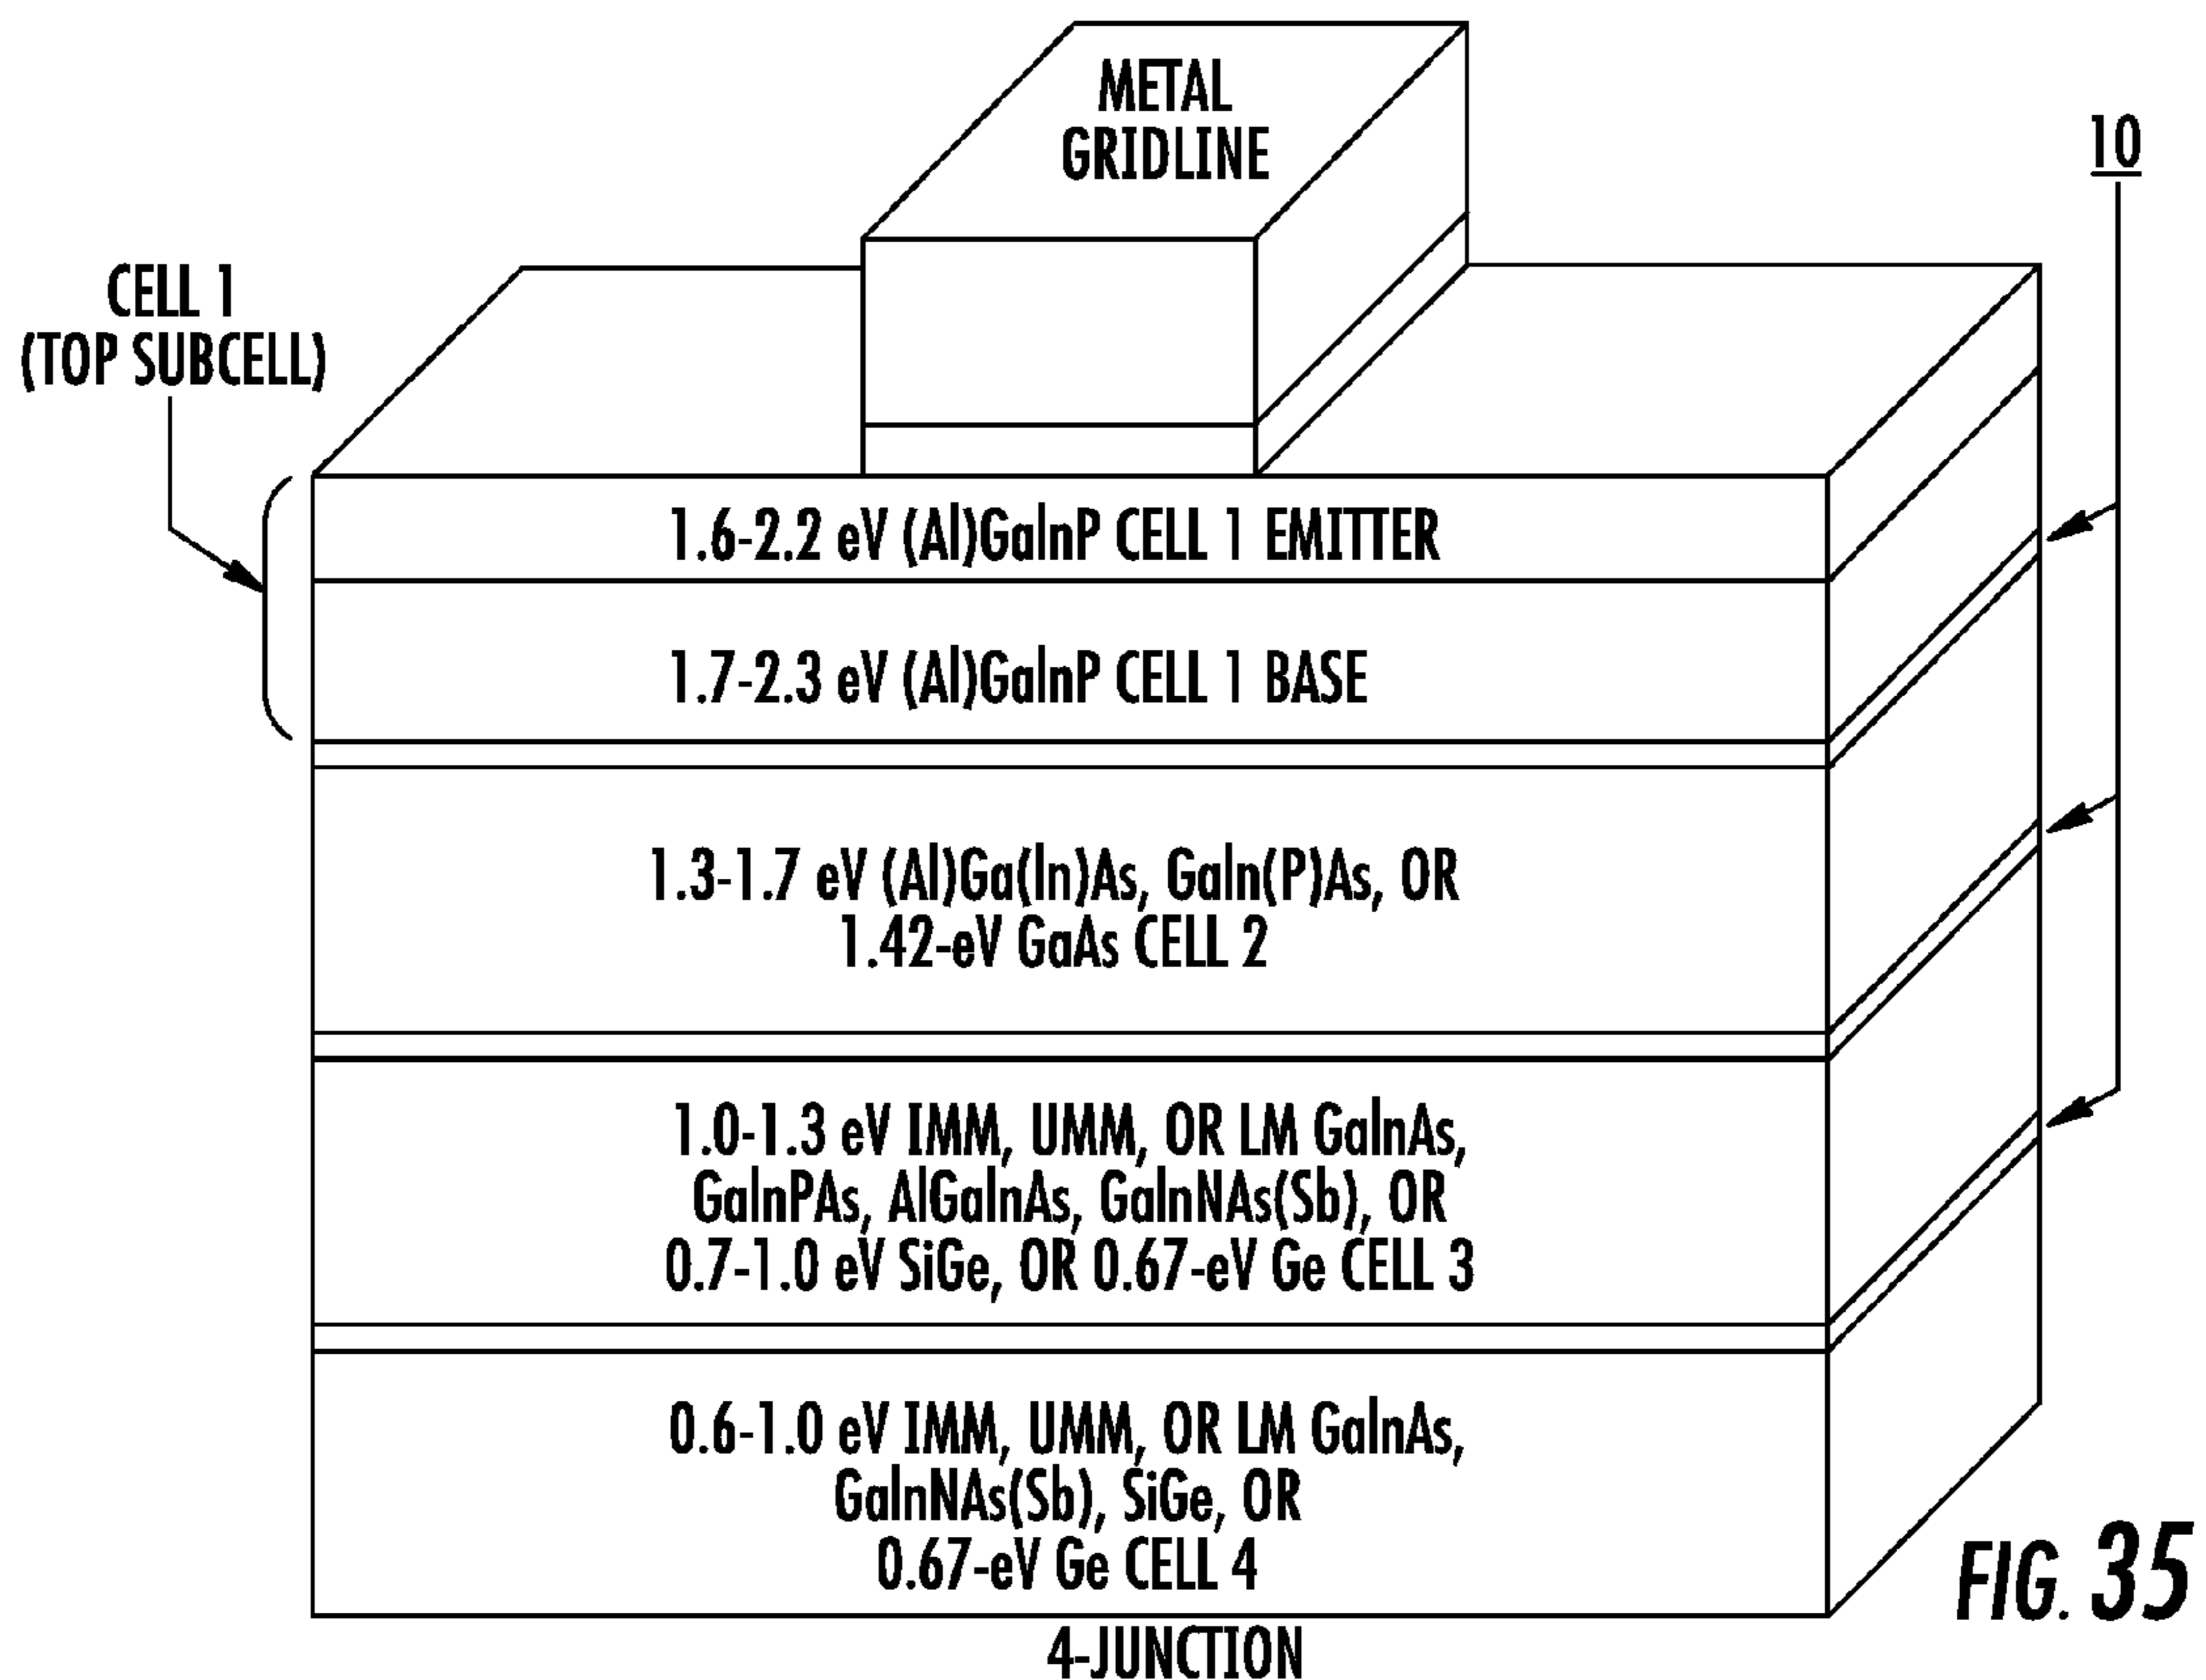 METAL
GRIDLINE
10
CELL 1
(TOP SUBCELL)
1.6-2.2 eV (Al)GaInP CELL 1 EMITTER
1.7-2.3 eV (Al)GaInP CELL 1 BASE
1.3-1.7 eV (Al)Ga(In)As, GaIn(P)As, OR
1.42-eV GaAs CELL 2
1.0-1.3 eV IMM, UMM, OR LM GaInAs,
GaInPAs, AlGaInAs, GaInNAs(Sb), OR
0.7-1.0 eV SiGe, OR 0.67-eV Ge CELL 3
0.6-1.0 eV IMM, UMM, OR LM GaInAs,
GaInNAs(Sb), SiGe, OR
0.67-eV Ge CELL 4
4-JUNCTION
FIG. 35